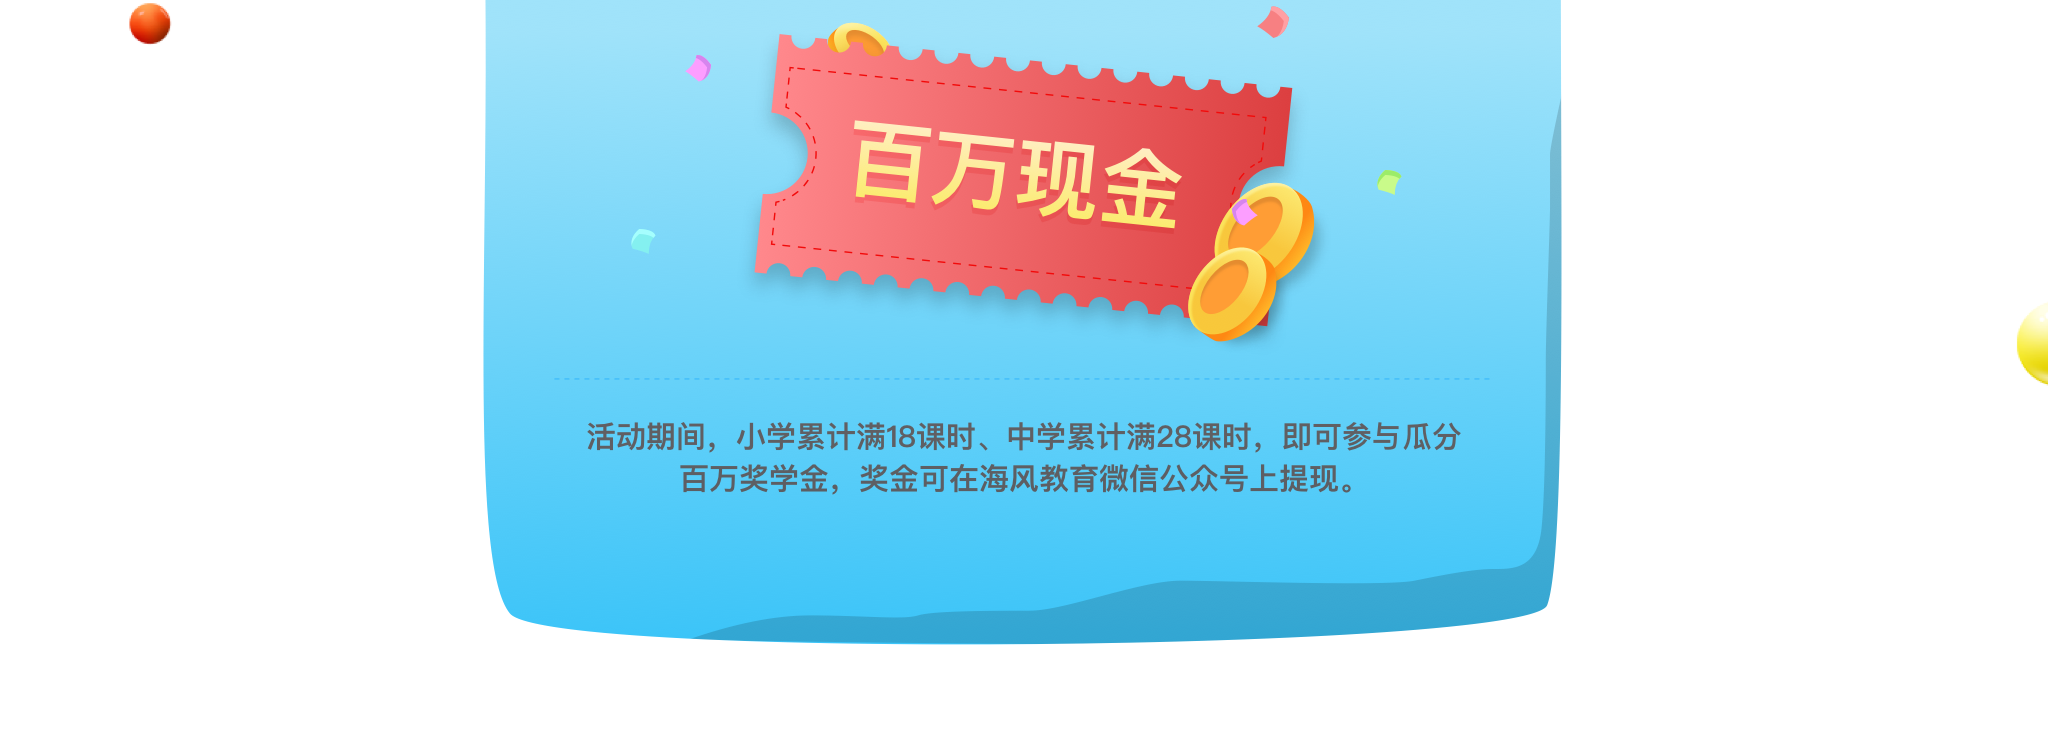 百万现金
活动期间，小学累计满18课时、中学累计满28课时，即可参与瓜分
百万奖学金，奖金可在海风教育微信公众号上提现。